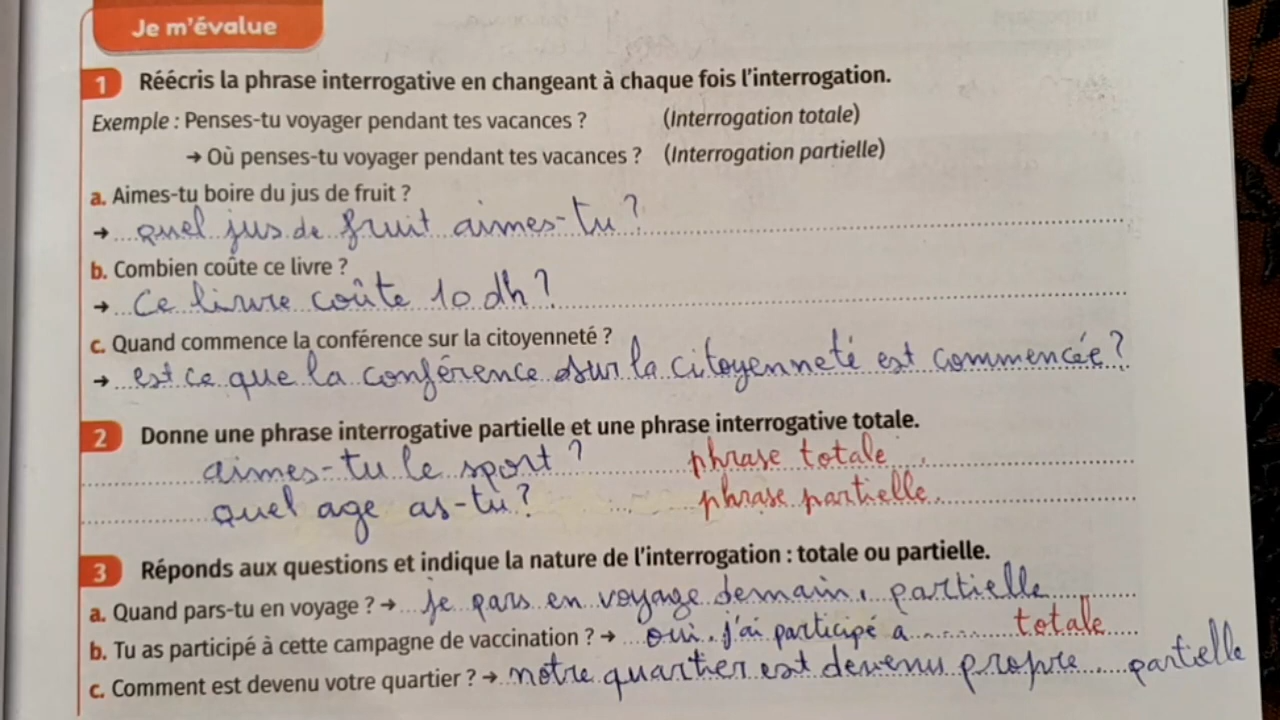 Je m'évalue
1 Réécris la phrase interrogative en changeant à chaque fois l'interrogation.
Exemple : Penses-tu voyager pendant tes vacances ? (Interrogation totale)
→ Où penses-tu voyager pendant tes vacances ? (Interrogation partielle)
a. Aimes-tu boire du jus de fruit ?
→ quel jus de fruit aimes-tu ?
b. Combien coûte ce livre ?
→ Ce livre coûte 10 dh ?
c. Quand commence la conférence sur la citoyenneté ?
→ est ce que la conférence sur la citoyenneté est commencée ?
2 Donne une phrase interrogative partielle et une phrase interrogative totale.
aimes-tu le sport ? phrase totale
quel age as-tu ? phrase partielle.
3 Réponds aux questions et indique la nature de l'interrogation : totale ou partielle.
a. Quand pars-tu en voyage ? → je pars en voyage demain. partielle
b. Tu as participé à cette campagne de vaccination ? → oui. j'ai participé a ........ totale
c. Comment est devenu votre quartier ? → notre quartier est devenu propre .... partielle